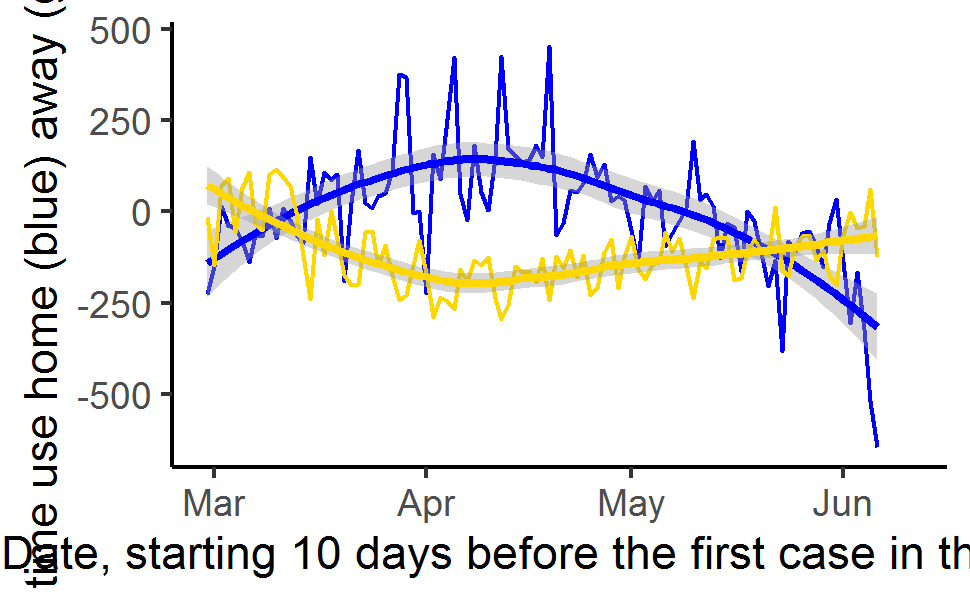 time use home (blue) away (
500
250
0
-250
-500
Mar Apr May Jun
Date, starting 10 days before the first case in th